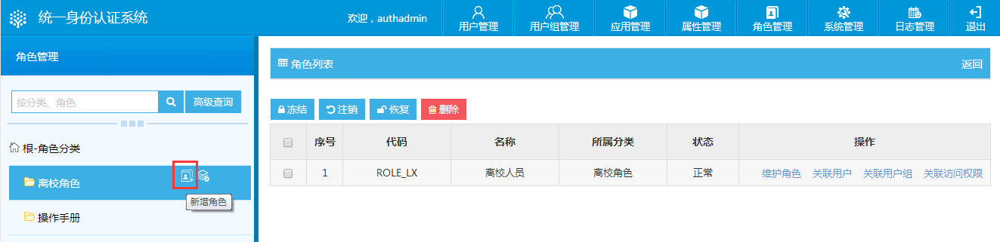 统一身份认证系统
欢迎，authadmin
用户管理
用户组管理
应用管理
属性管理
角色管理
系统管理
日志管理
退出
角色管理
按分类、角色
高级查询
根-角色分类
离校角色
新增角色
操作手册
角色列表 返回
冻结 注销 恢复 删除
序号 代码 名称 所属分类 状态 操作
1 ROLE_LX 离校人员 离校角色 正常 维护角色 关联用户 关联用户组 关联访问权限